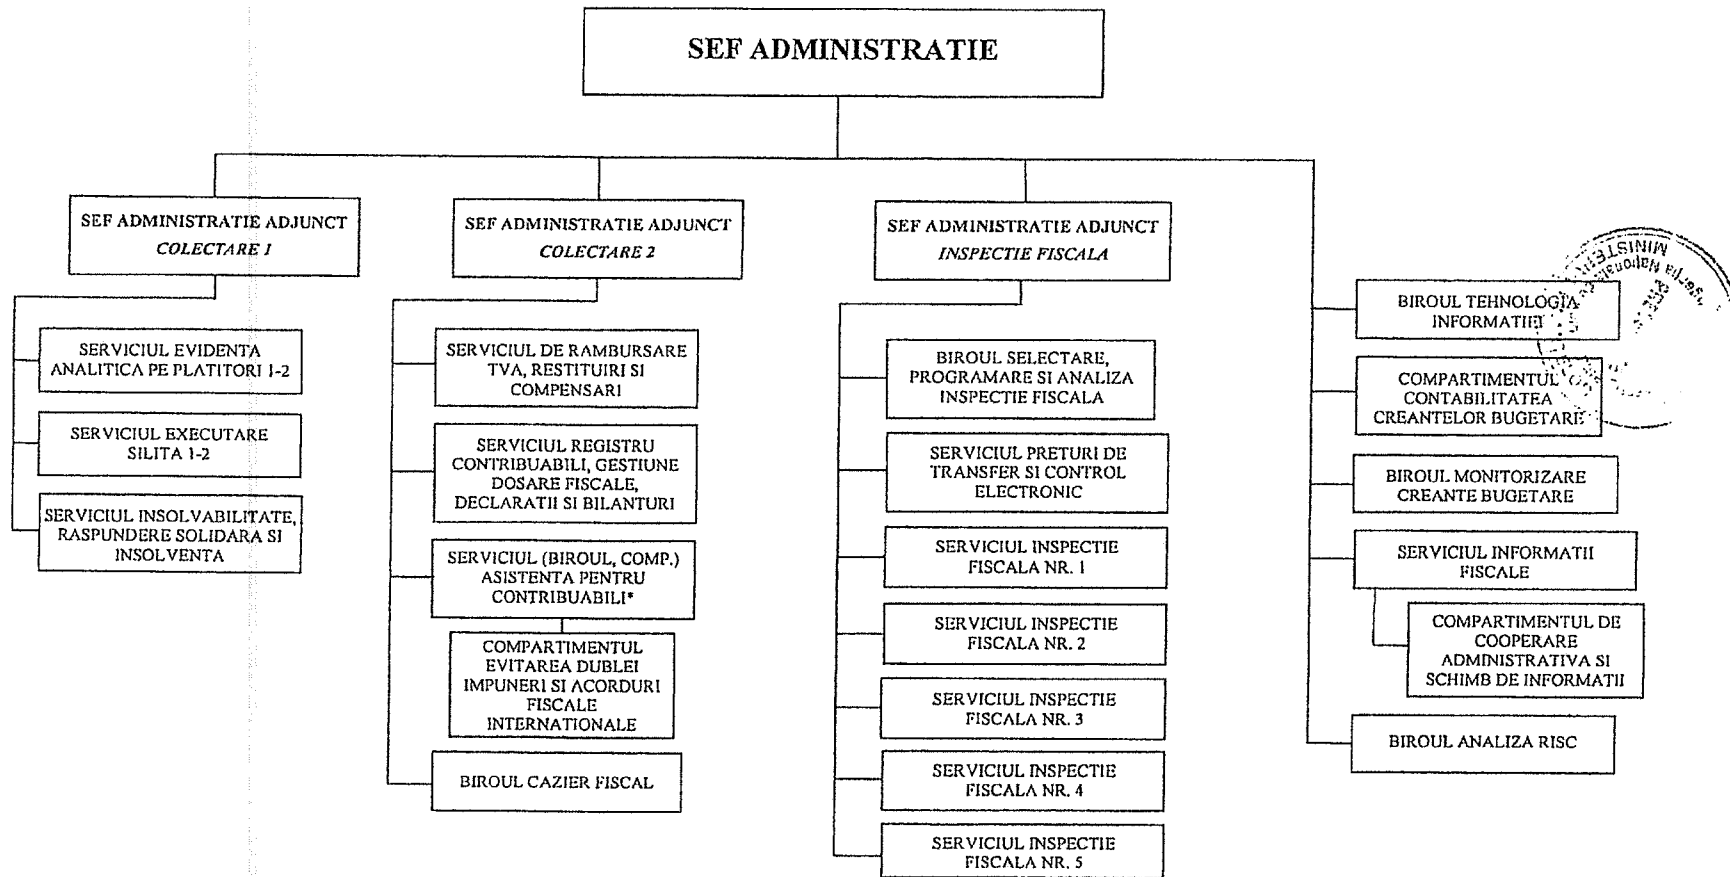 SEF ADMINISTRATIE
SEF ADMINISTRATIE ADJUNCT
COLECTARE 1
SERVICIUL EVIDENTA
ANALITICA PE PLATITORI 1-2
SERVICIUL EXECUTARE
SILITA 1-2
SERVICIUL INSOLVABILITATE,
RASPUNDERE SOLIDARA SI
INSOLVENTA
SEF ADMINISTRATIE ADJUNCT
COLECTARE 2
SERVICIUL DE RAMBURSARE
TVA, RESTITUIRI SI
COMPENSARI
SERVICIUL REGISTRU
CONTRIBUABILI, GESTIUNE
DOSARE FISCALE,
DECLARATII SI BILANTURI
SERVICIUL (BIROUL, COMP.)
ASISTENTA PENTRU
CONTRIBUABILI*
COMPARTIMENTUL
EVITAREA DUBLEI
IMPUNERI SI ACORDURI
FISCALE
INTERNATIONALE
BIROUL CAZIER FISCAL
SEF ADMINISTRATIE ADJUNCT
INSPECTIE FISCALA
BIROUL SELECTARE,
PROGRAMARE SI ANALIZA
INSPECTIE FISCALA
SERVICIUL PRETURI DE
TRANSFER SI CONTROL
ELECTRONIC
SERVICIUL INSPECTIE
FISCALA NR. 1
SERVICIUL INSPECTIE
FISCALA NR. 2
SERVICIUL INSPECTIE
FISCALA NR. 3
SERVICIUL INSPECTIE
FISCALA NR. 4
SERVICIUL INSPECTIE
FISCALA NR. 5
BIROUL TEHNOLOGIA
INFORMATIEI
COMPARTIMENTUL
CONTABILITATEA
CREANTELOR BUGETARE
BIROUL MONITORIZARE
CREANTE BUGETARE
SERVICIUL INFORMATII
FISCALE
COMPARTIMENTUL DE
COOPERARE
ADMINISTRATIVA SI
SCHIMB DE INFORMATII
BIROUL ANALIZA RISC